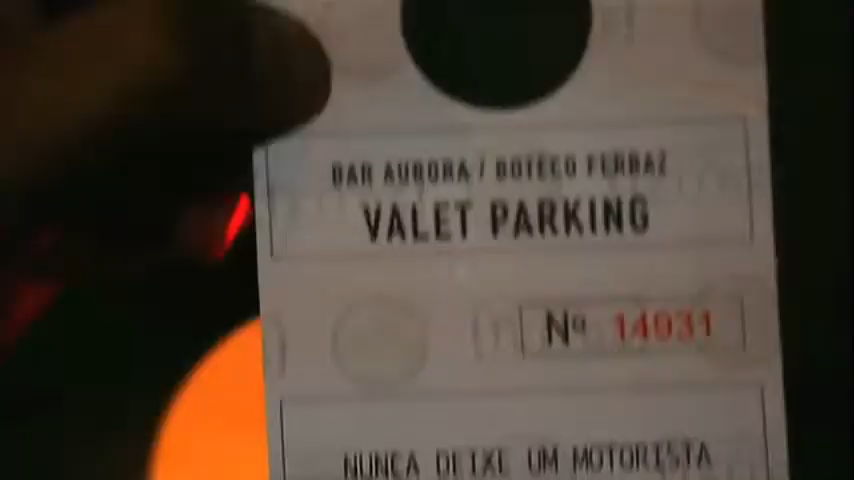 BAR AURORA / BOTECO FERRAZ
VALET PARKING
Nº 14031
NUNCA DEIXE UM MOTORISTA